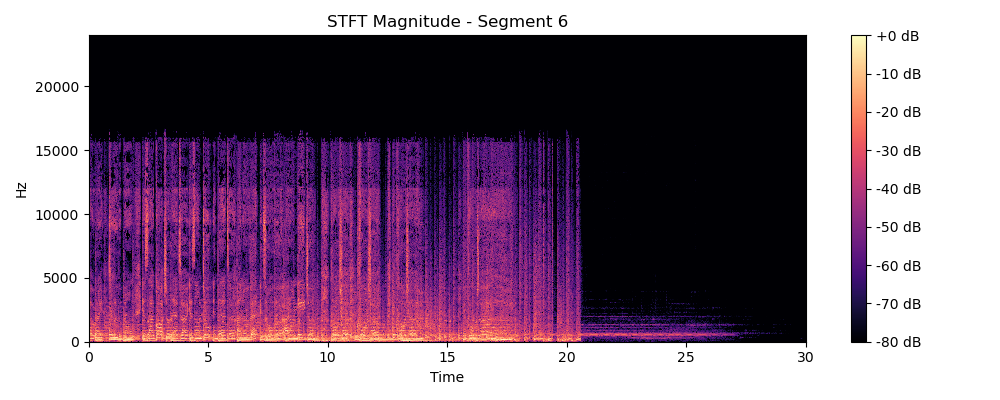 STFT Magnitude - Segment 6
Hz
20000
15000
10000
5000
0
0 5 10 15 20 25 30
Time
+0 dB
-10 dB
-20 dB
-30 dB
-40 dB
-50 dB
-60 dB
-70 dB
-80 dB